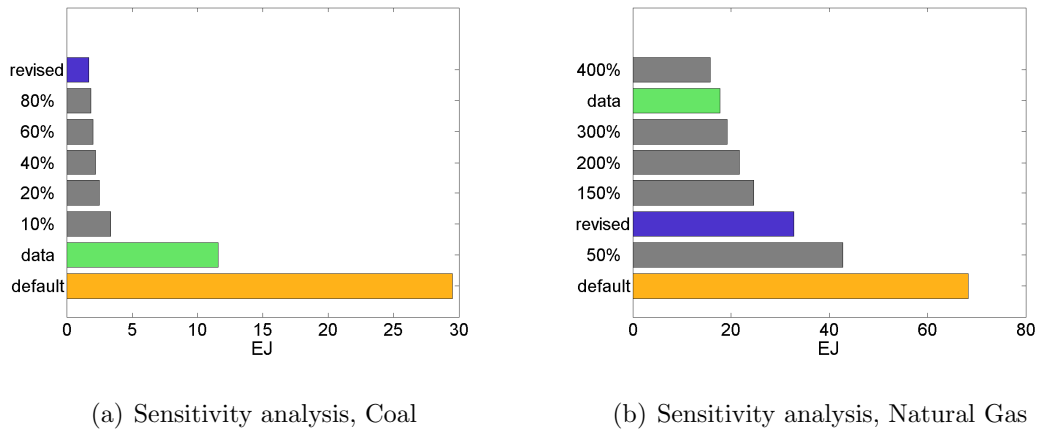 revised
80%
60%
40%
20%
10%
data
default
0 5 10 15 20 25 30
EJ
(a) Sensitivity analysis, Coal
400%
data
300%
200%
150%
revised
50%
default
0 20 40 60 80
EJ
(b) Sensitivity analysis, Natural Gas